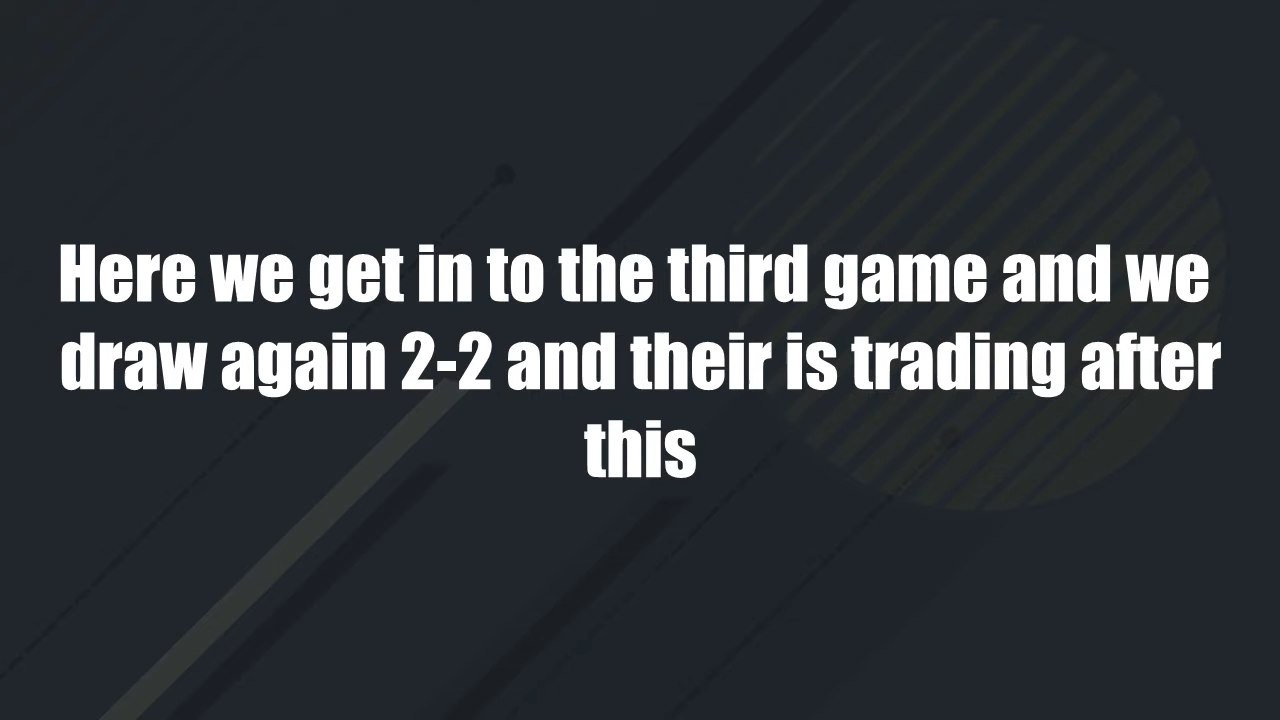 Here we get in to the third game and we
draw again 2-2 and their is trading after
this